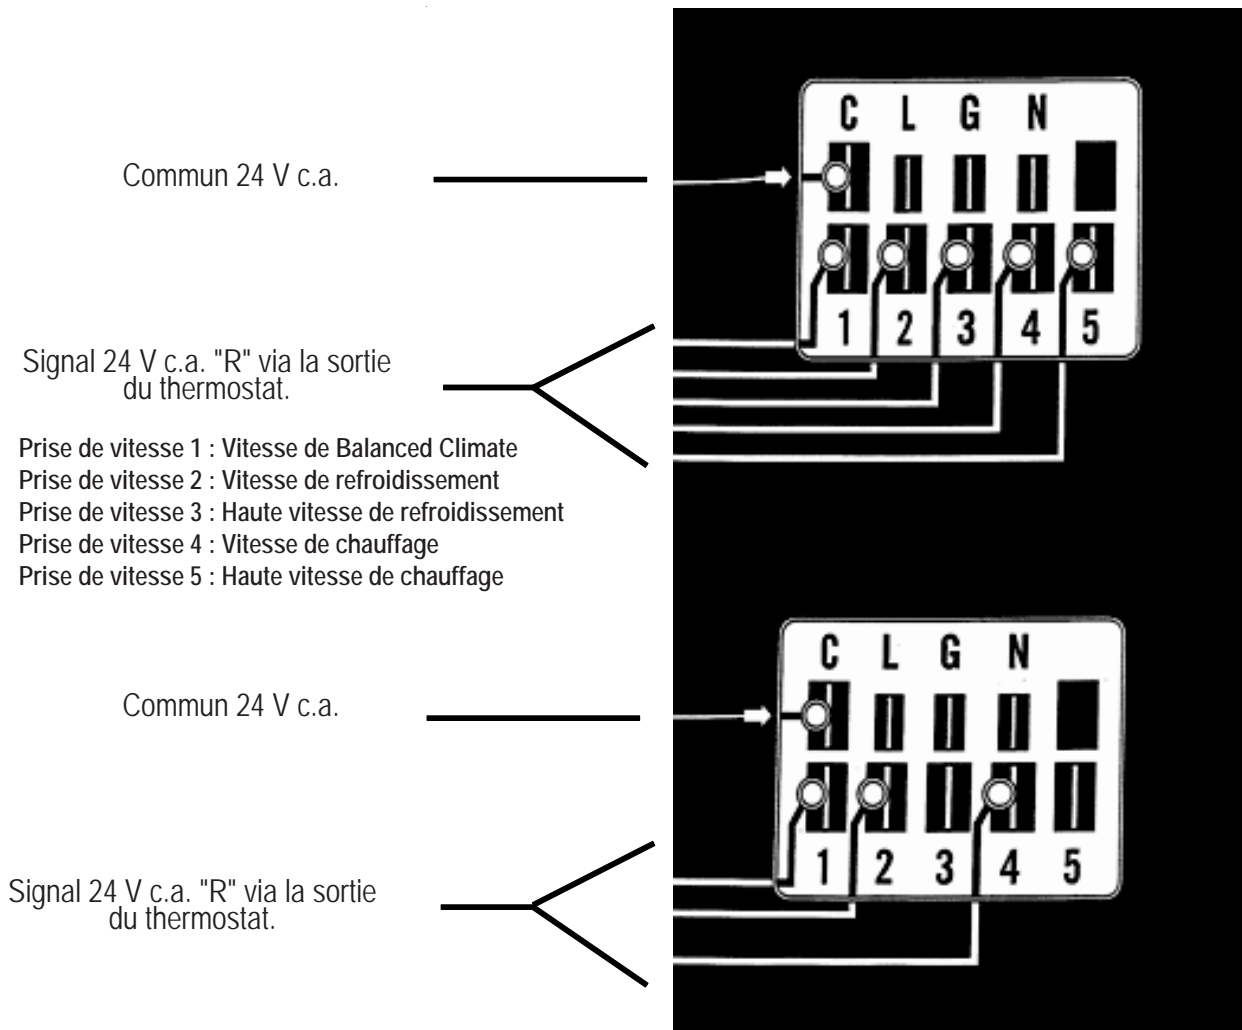 Commun 24 V c.a.
C L G N
1 2 3 4 5
Signal 24 V c.a. "R" via la sortie
du thermostat.
Prise de vitesse 1 : Vitesse de Balanced Climate
Prise de vitesse 2 : Vitesse de refroidissement
Prise de vitesse 3 : Haute vitesse de refroidissement
Prise de vitesse 4 : Vitesse de chauffage
Prise de vitesse 5 : Haute vitesse de chauffage
C L G N
Commun 24 V c.a.
1 2 3 4 5
Signal 24 V c.a. "R" via la sortie
du thermostat.